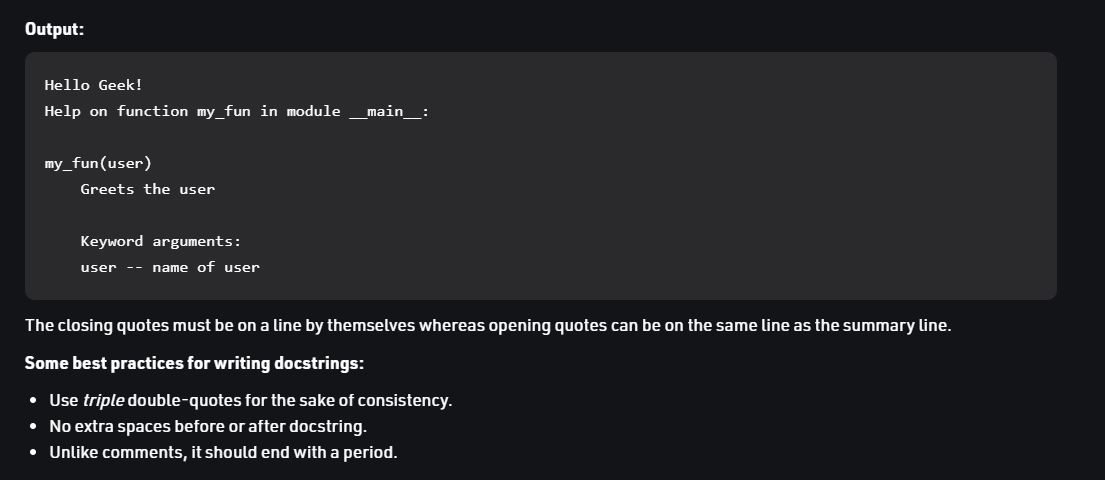 Output:
Hello Geek!
Help on function my_fun in module __main__:
my_fun(user)
Greets the user
Keyword arguments:
user -- name of user
The closing quotes must be on a line by themselves whereas opening quotes can be on the same line as the summary line.
Some best practices for writing docstrings:
• Use triple double-quotes for the sake of consistency.
• No extra spaces before or after docstring.
• Unlike comments, it should end with a period.